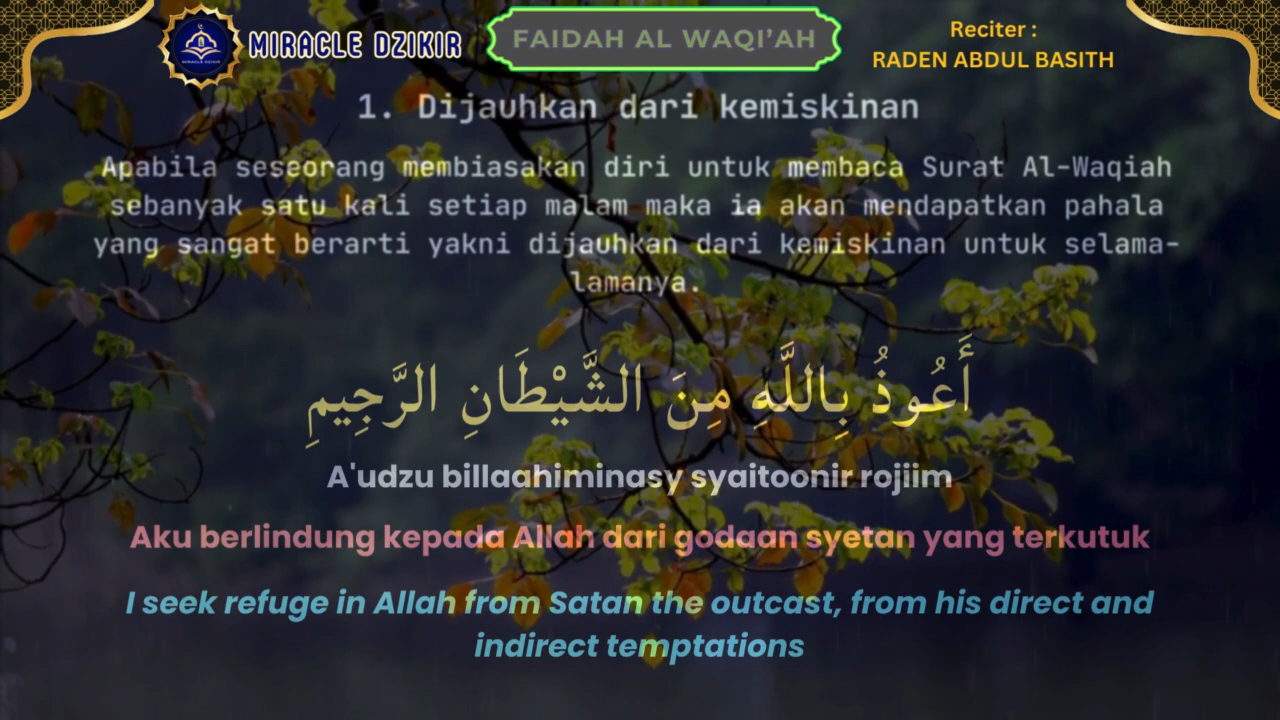 MIRACLE DZIKIR
MIRACLE DZIKIR
FAIDAH AL WAQI’AH
Reciter :
RADEN ABDUL BASITH
1. Dijauhkan dari kemiskinan
Apabila seseorang membiasakan diri untuk membaca Surat Al-Waqiah
sebanyak satu kali setiap malam maka ia akan mendapatkan pahala
yang sangat berarti yakni dijauhkan dari kemiskinan untuk selama-
lamanya.
أَعُوذُ بِاللَّهِ مِنَ الشَّيْطَانِ الرَّجِيمِ
A'udzu billaahiminasy syaitoonir rojiim
Aku berlindung kepada Allah dari godaan syetan yang terkutuk
I seek refuge in Allah from Satan the outcast, from his direct and
indirect temptations